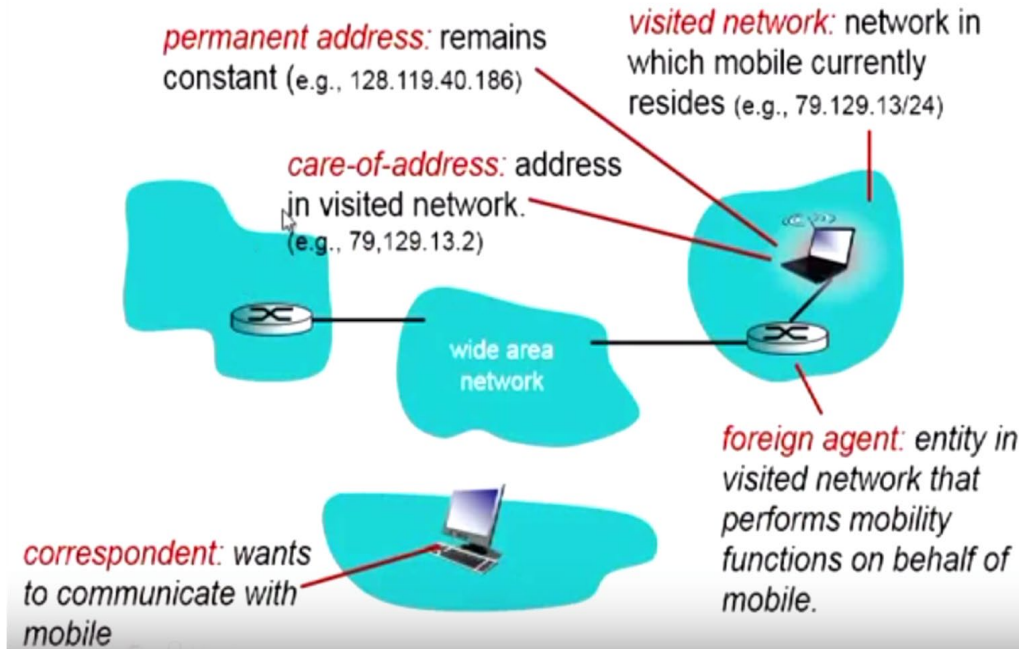 permanent address: remains
constant (e.g., 128.119.40.186)
visited network: network in
which mobile currently
resides (e.g., 79.129.13/24)
care-of-address: address
in visited network.
(e.g., 79,129.13.2)
wide area
network
foreign agent: entity in
visited network that
performs mobility
functions on behalf of
mobile.
correspondent: wants
to communicate with
mobile